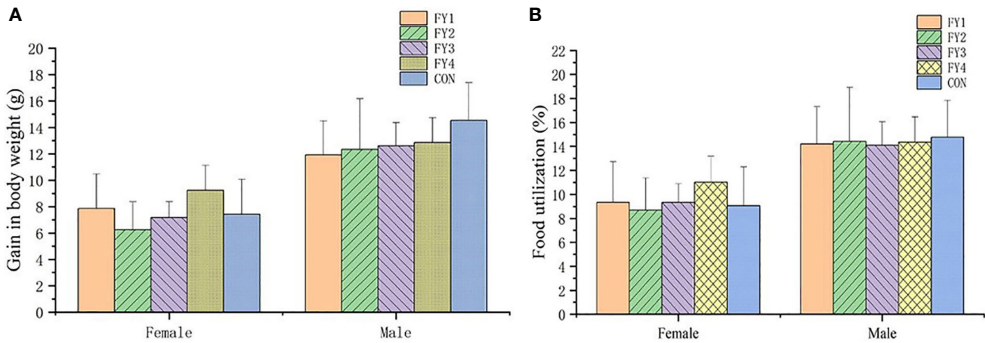 A
FY1
FY2
FY3
FY4
CON
Gain in body weight (g)
20
18
16
14
12
10
8
6
4
2
0
Female Male
B
FY1
FY2
FY3
FY4
CON
Food utilization (%)
22
20
18
16
14
12
10
8
6
4
2
0
Female Male